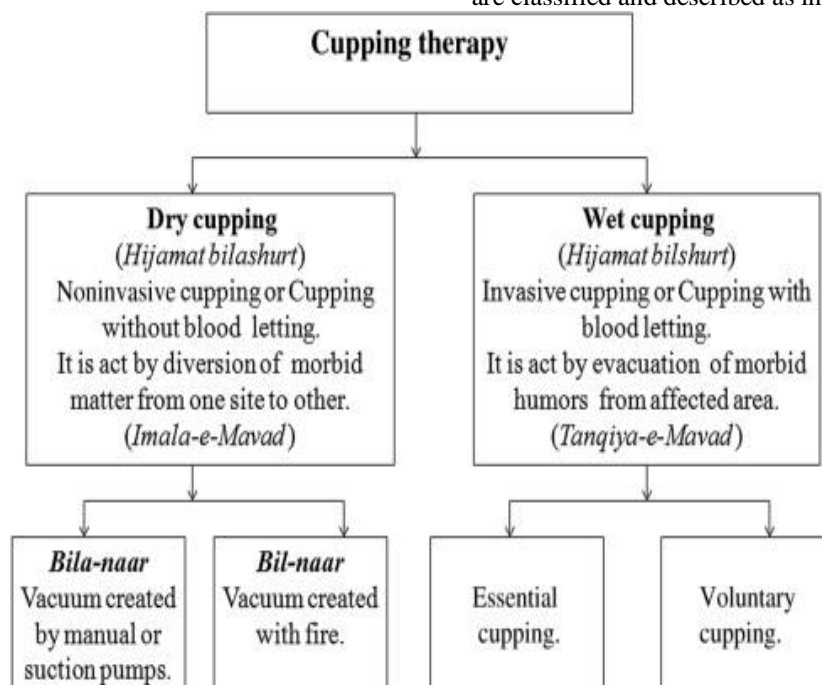 are classified and described as in
Cupping therapy
Dry cupping
(Hijamat bilashurt)
Noninvasive cupping or Cupping
without blood letting.
It is act by diversion of morbid
matter from one site to other.
(Imala-e-Mavad)
Wet cupping
(Hijamat bilshurt)
Invasive cupping or Cupping with
blood letting.
It is act by evacuation of morbid
humors from affected area.
(Tanqiya-e-Mavad)
Bila-naar
Vacuum created
by manual or
suction pumps.
Bil-naar
Vacuum created
with fire.
Essential
cupping.
Voluntary
cupping.